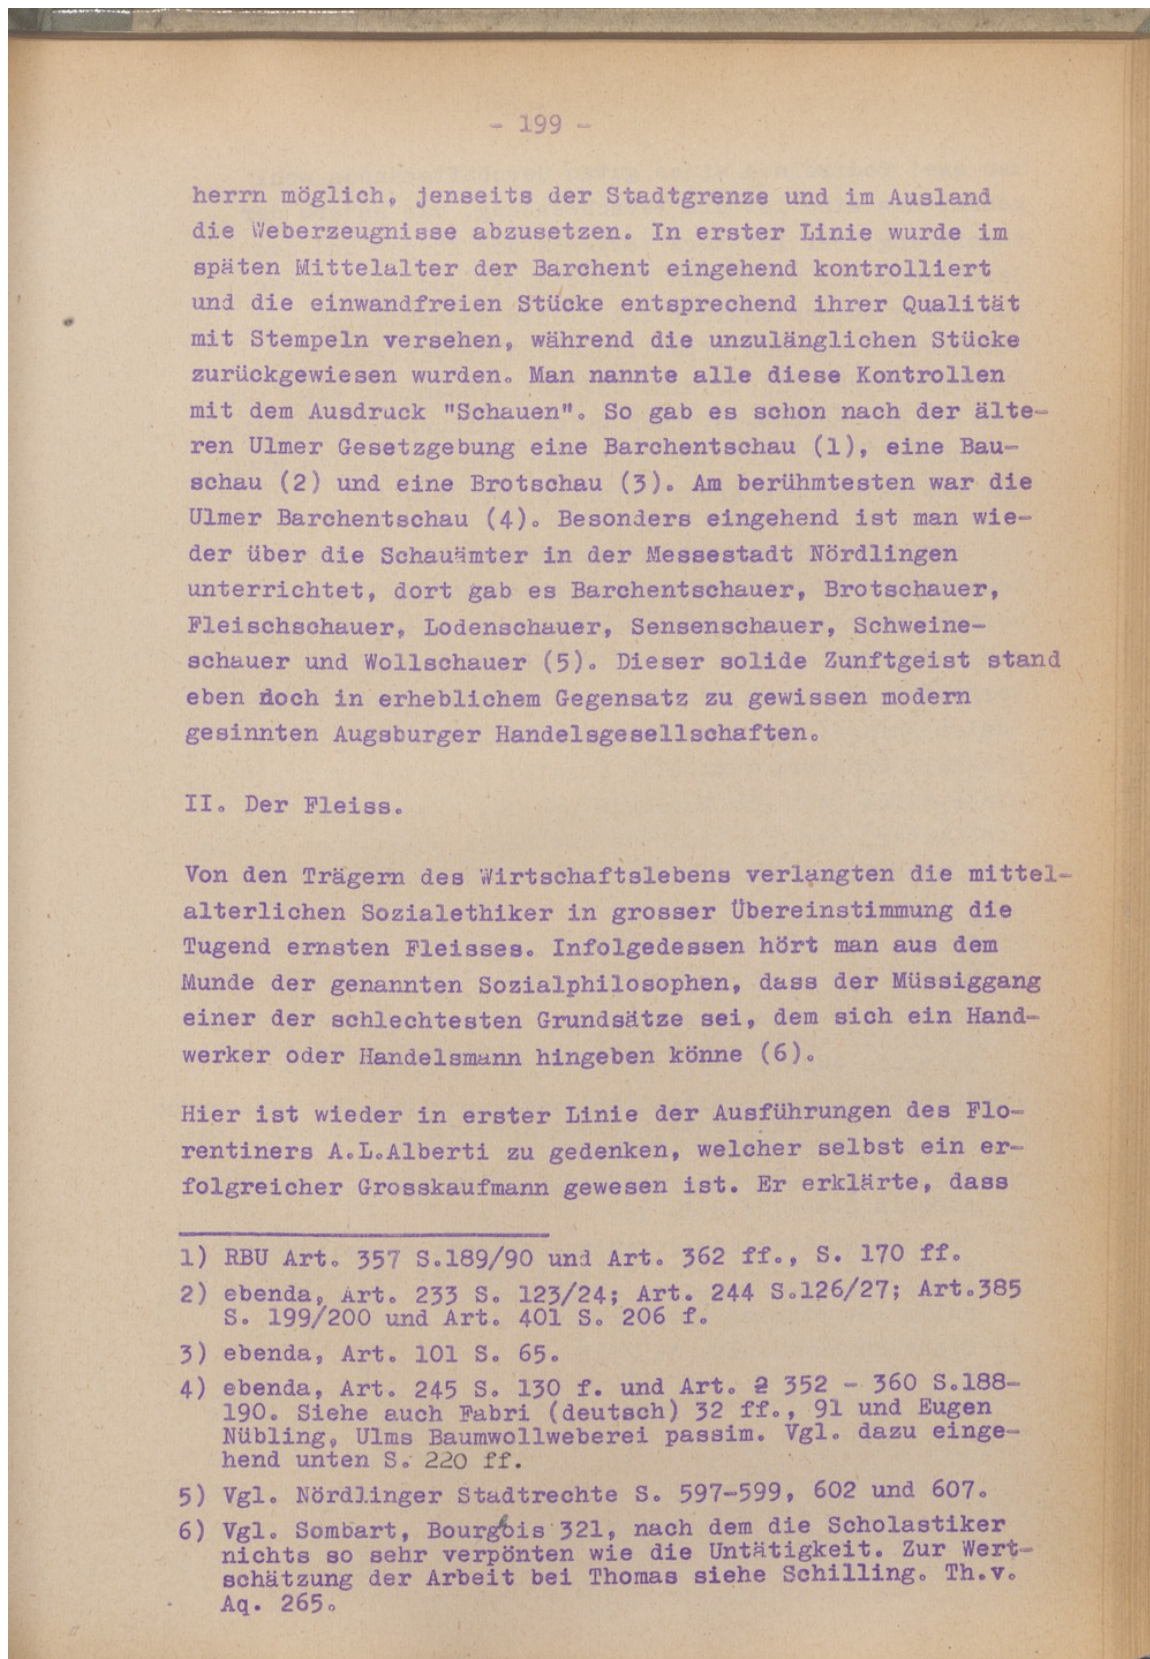 - 199 -
herrn möglich, jenseits der Stadtgrenze und im Ausland
die Weberzeugnisse abzusetzen. In erster Linie wurde im
späten Mittelalter der Barchent eingehend kontrolliert
und die einwandfreien Stücke entsprechend ihrer Qualität
mit Stempeln versehen, während die unzulänglichen Stücke
zurückgewiesen wurden. Man nannte alle diese Kontrollen
mit dem Ausdruck "Schauen". So gab es schon nach der älte-
ren Ulmer Gesetzgebung eine Barchentschau (1), eine Bau-
schau (2) und eine Brotschau (3). Am berühmtesten war die
Ulmer Barchentschau (4). Besonders eingehend ist man wie-
der über die Schauämter in der Messestadt Nördlingen
unterrichtet, dort gab es Barchentschauer, Brotschauer,
Fleischschauer, Lodenschauer, Sensenschauer, Schweine-
schauer und Wollschauer (5). Dieser solide Zunftgeist stand
eben doch in erheblichem Gegensatz zu gewissen modern
gesinnten Augsburger Handelsgesellschaften.
II. Der Fleiss.
Von den Trägern des Wirtschaftslebens verlangten die mittel-
alterlichen Sozialethiker in grosser Übereinstimmung die
Tugend ernsten Fleisses. Infolgedessen hört man aus dem
Munde der genannten Sozialphilosophen, dass der Müssiggang
einer der schlechtesten Grundsätze sei, dem sich ein Hand-
werker oder Handelsmann hingeben könne (6).
Hier ist wieder in erster Linie der Ausführungen des Flo-
rentiners A.L.Alberti zu gedenken, welcher selbst ein er-
folgreicher Grosskaufmann gewesen ist. Er erklärte, dass
1) RBU Art. 357 S.189/90 und Art. 362 ff., S. 170 ff.
2) ebenda, Art. 233 S. 123/24; Art. 244 S.126/27; Art.385
S. 199/200 und Art. 401 S. 206 f.
3) ebenda, Art. 101 S. 65.
4) ebenda, Art. 245 S. 130 f. und Art. 352 - 360 S.188-
190. Siehe auch Fabri (deutsch) 32 ff., 91 und Eugen
Nübling, Ulms Baumwollweberei passim. Vgl. dazu einge-
hend unten S. 220 ff.
5) Vgl. Nördlinger Stadtrechte S. 597-599, 602 und 607.
6) Vgl. Sombart, Bourgois 321, nach dem die Scholastiker
nichts so sehr verpönten wie die Untätigkeit. Zur Wert-
schätzung der Arbeit bei Thomas siehe Schilling. Th.v.
Aq. 265.